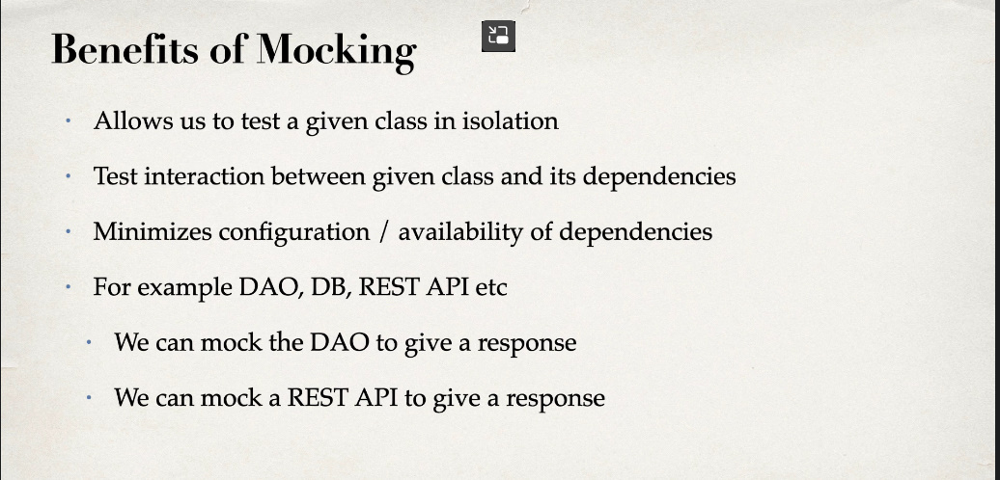 Benefits of Mocking
• Allows us to test a given class in isolation
• Test interaction between given class and its dependencies
• Minimizes configuration / availability of dependencies
• For example DAO, DB, REST API etc
• We can mock the DAO to give a response
• We can mock a REST API to give a response